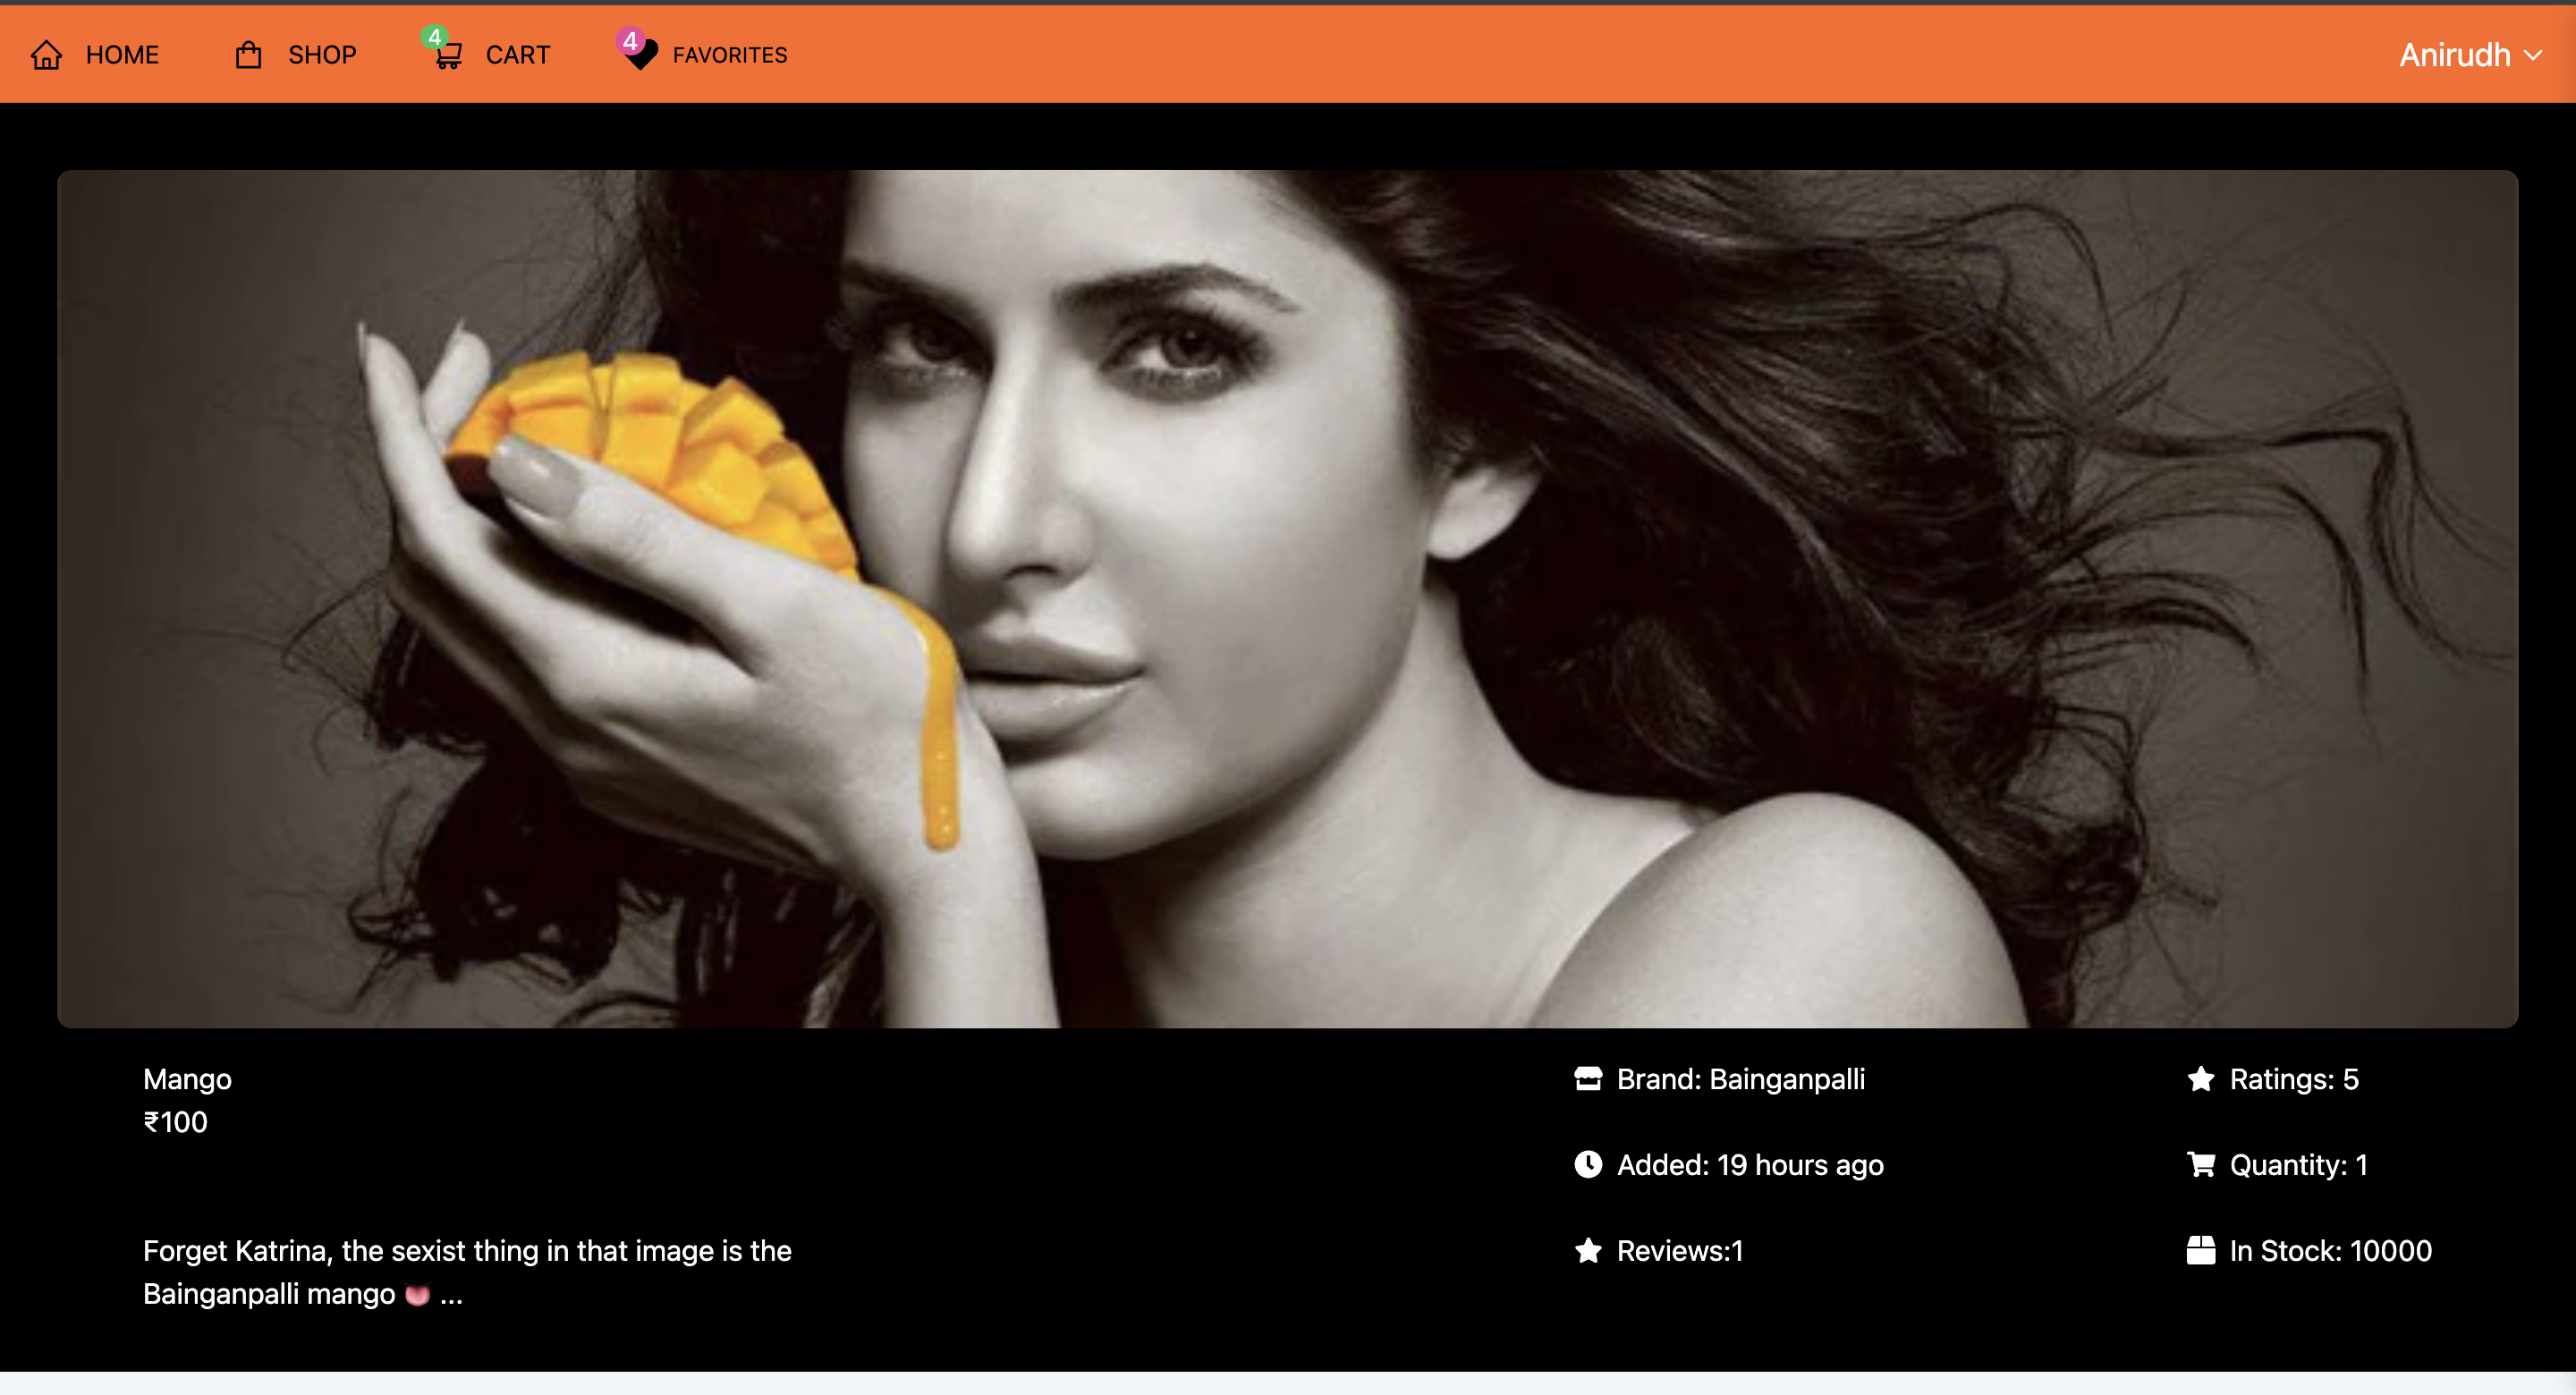 HOME
SHOP
4
CART
4
FAVORITES
Anirudh
Mango
₹100
Forget Katrina, the sexist thing in that image is the
Bainganpalli mango 👅 ...
Brand: Bainganpalli
Added: 19 hours ago
Reviews:1
Ratings: 5
Quantity: 1
In Stock: 10000